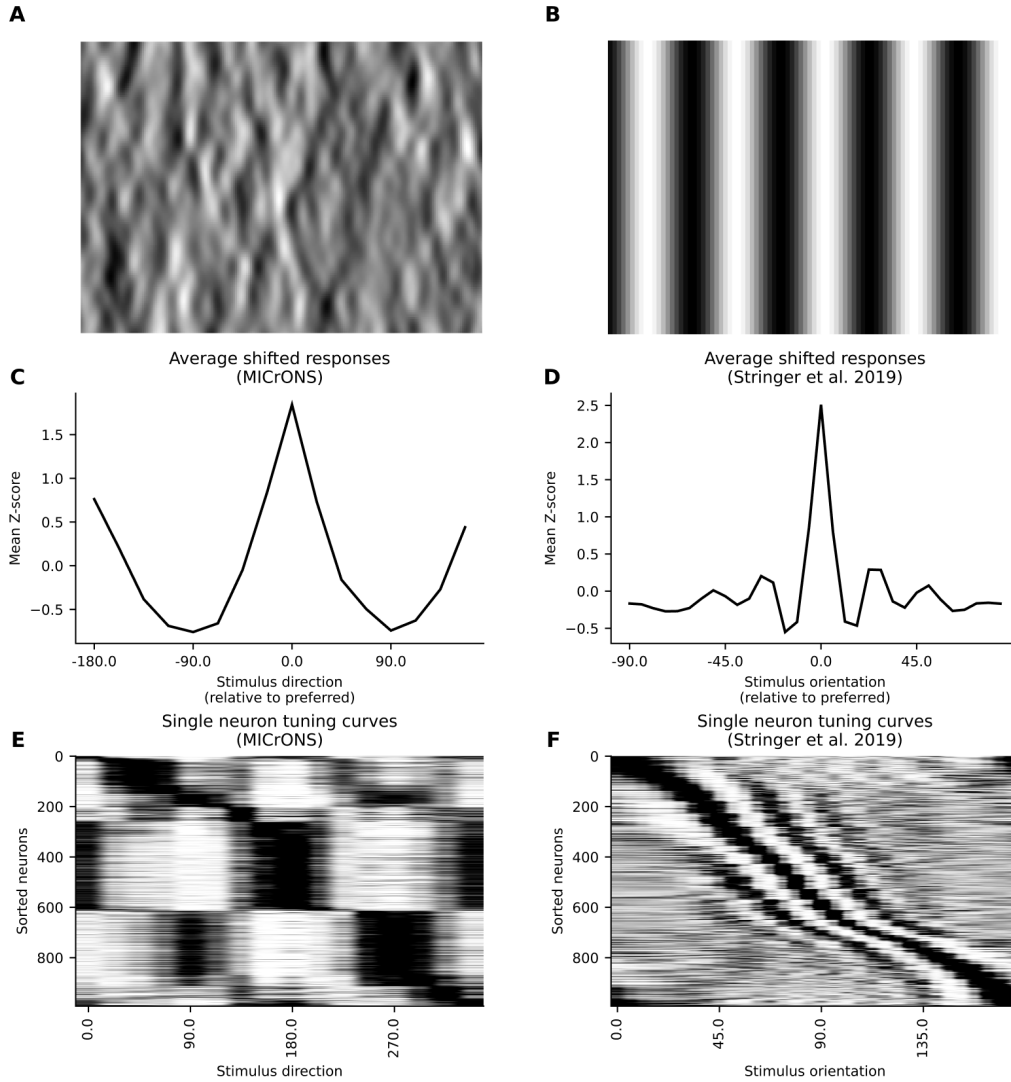 A
B
Average shifted responses
(MICrONS)
C
Mean Z-score
1.5
1.0
0.5
0.0
−0.5
-180.0
-90.0
0.0
90.0
Stimulus direction
(relative to preferred)
Average shifted responses
(Stringer et al. 2019)
D
Mean Z-score
2.5
2.0
1.5
1.0
0.5
0.0
−0.5
-90.0
-45.0
0.0
45.0
Stimulus orientation
(relative to preferred)
Single neuron tuning curves
(MICrONS)
E
Sorted neurons
0
200
400
600
800
0.0
90.0
180.0
270.0
Stimulus direction
Single neuron tuning curves
(Stringer et al. 2019)
F
Sorted neurons
0
200
400
600
800
0.0
45.0
90.0
135.0
Stimulus orientation